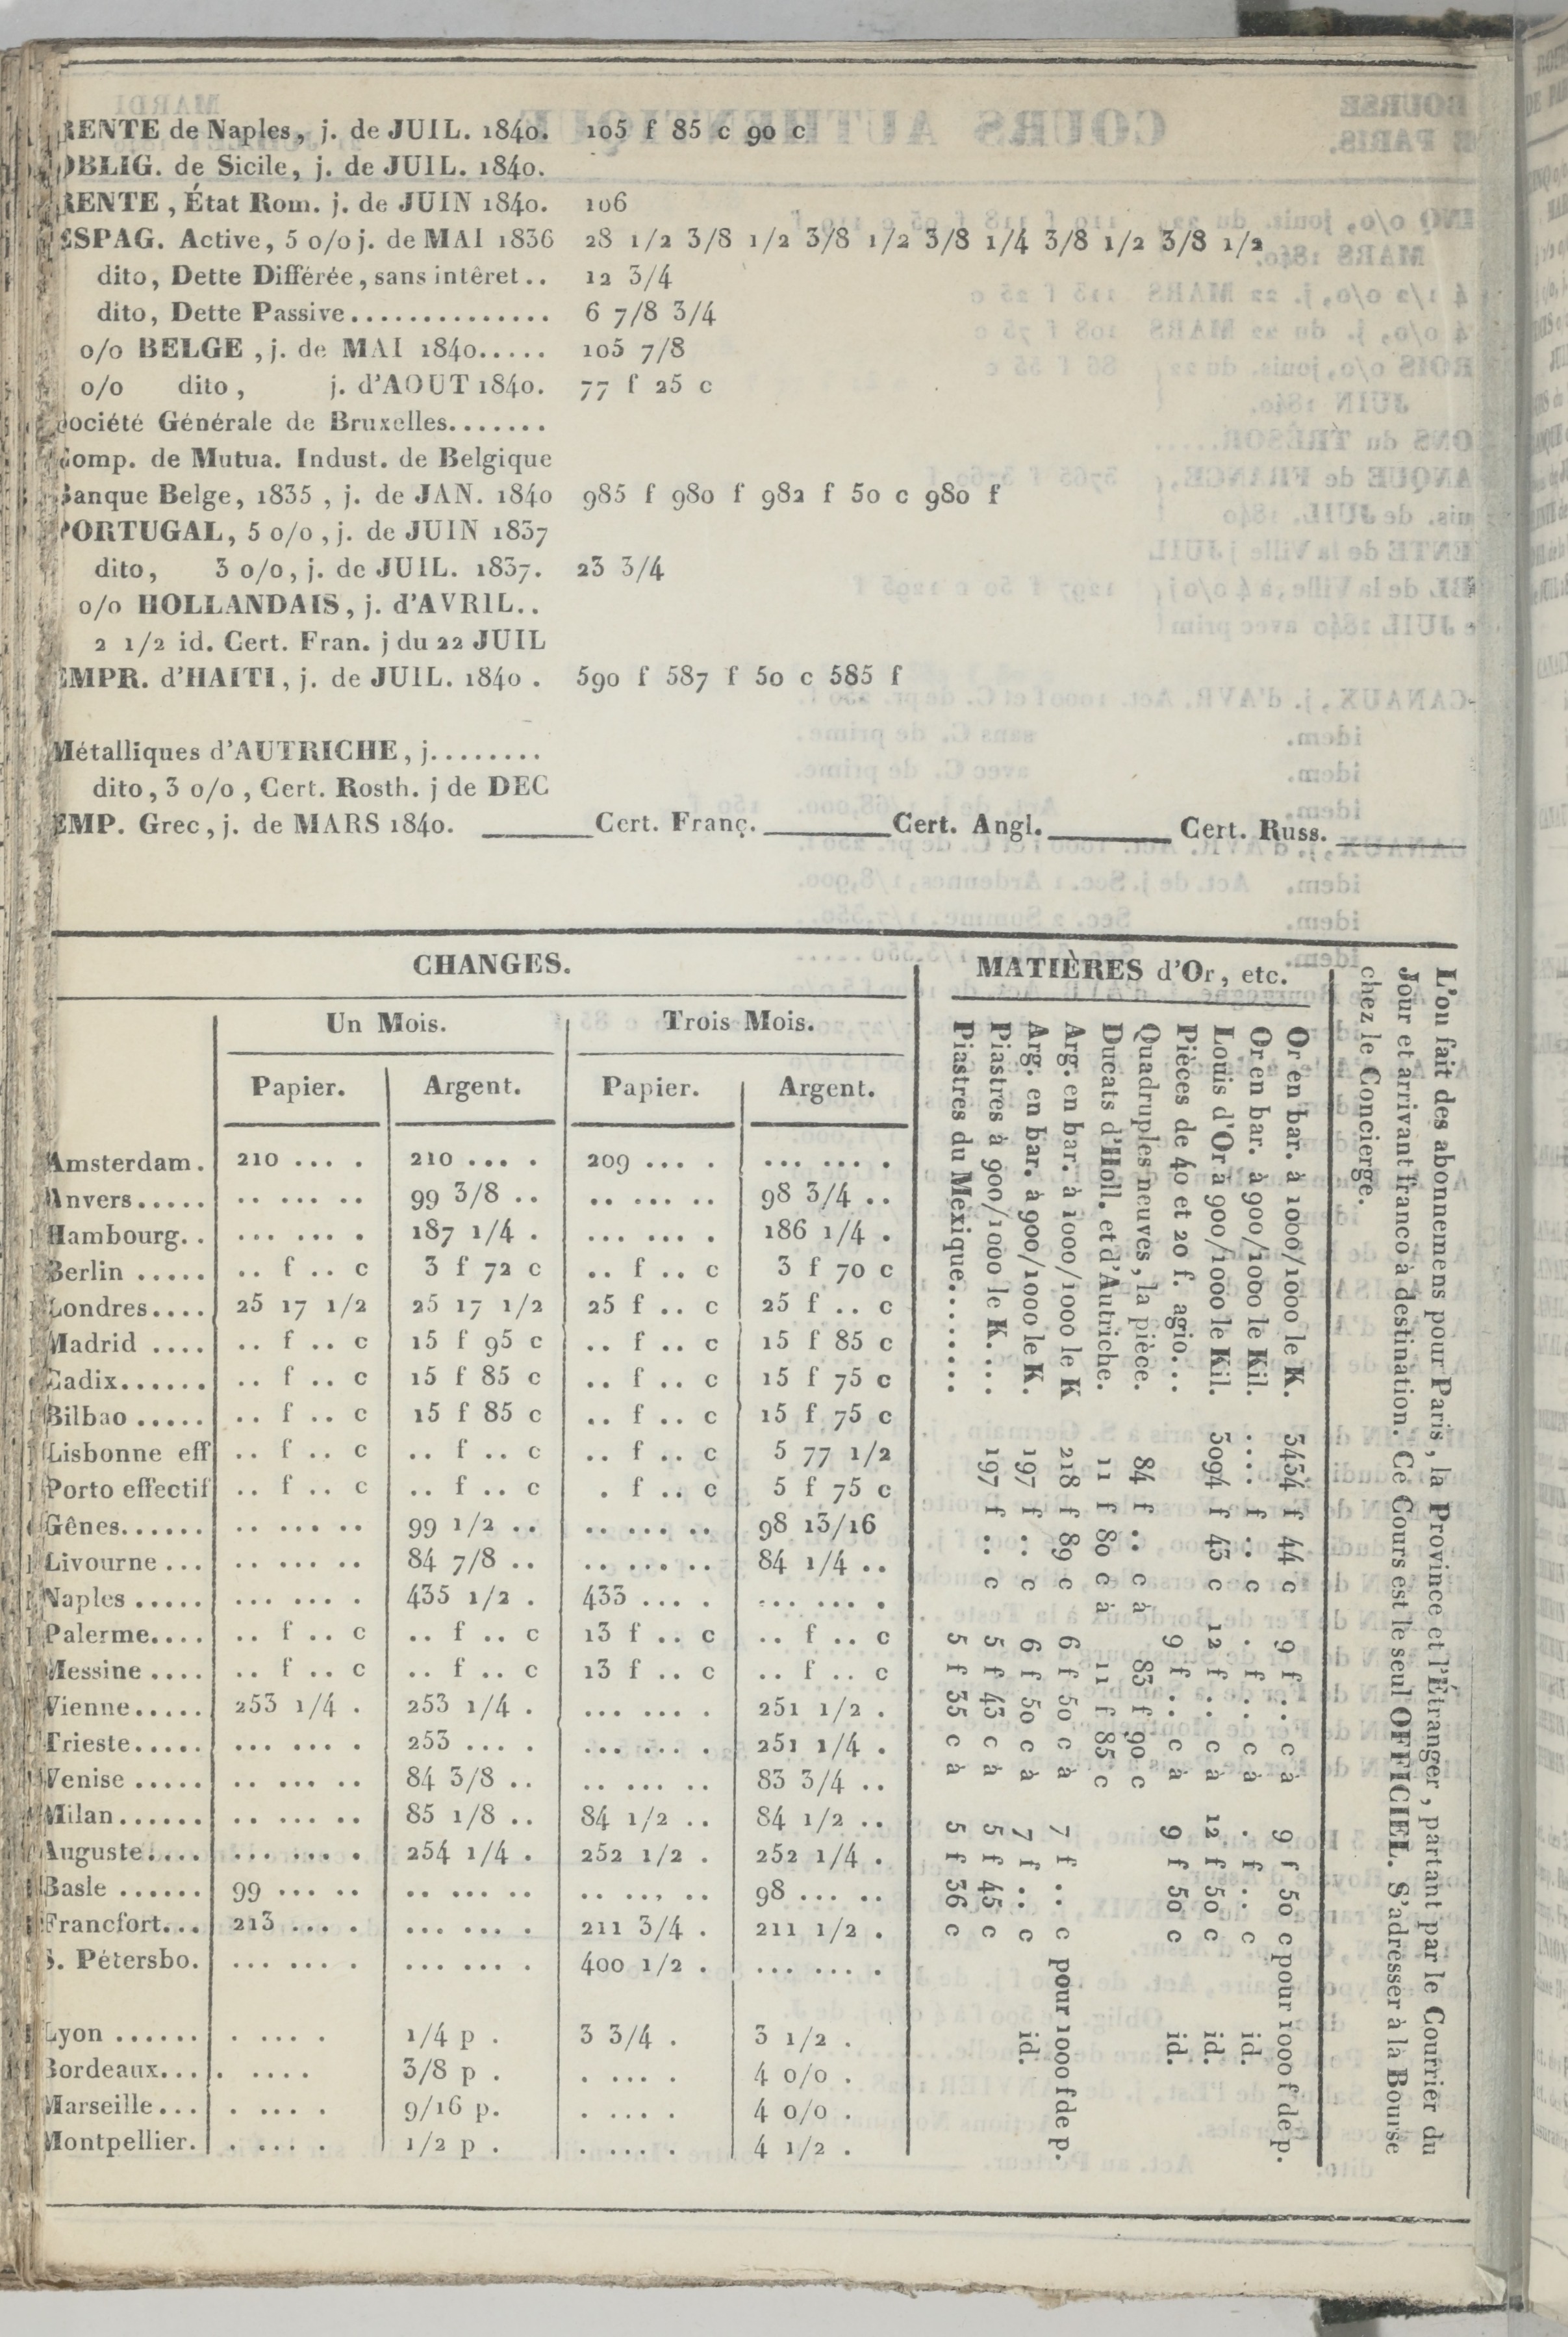 RENTE de Naples, j. de JUIL. 1840. 105 f 85 c 90 c
OBLIG. de Sicile, j. de JUIL. 1840.
RENTE, État Rom. j. de JUIN 1840. 106
ESPAG. Active, 5 o/o j. de MAI 1836 28 1/2 3/8 1/2 3/8 1/2 3/8 1/4 3/8 1/2 3/8 1/2
dito, Dette Différée, sans intêret.. 12 3/4
dito, Dette Passive.............. 6 7/8 3/4
o/o BELGE, j. de MAI 1840..... 105 7/8
o/o dito, j. d'AOUT 1840. 77 f 25 c
Société Générale de Bruxelles.......
Comp. de Mutua. Indust. de Belgique
Banque Belge, 1835, j. de JAN. 1840 985 f 980 f 982 f 50 c 980 f
PORTUGAL, 5 o/o, j. de JUIN 1837
dito, 3 o/o, j. de JUIL. 1837. 23 3/4
o/o HOLLANDAIS, j. d'AVRIL..
2 1/2 id. Cert. Fran. j du 22 JUIL
EMPR. d'HAITI, j. de JUIL. 1840. 590 f 587 f 50 c 585 f
Métalliques d'AUTRICHE, j........
dito, 3 o/o, Cert. Rosth. j de DEC
EMP. Grec, j. de MARS 1840. ______ Cert. Franç. ______ Cert. Angl. ______ Cert. Russ. ______
CHANGES.
Un Mois. Trois Mois.
Papier. Argent. Papier. Argent.
Amsterdam. 210 ... . 210 ... . 209 ... . ... ... .
Anvers..... .. ... .. 99 3/8 .. .. ... .. 98 3/4 ..
Hambourg.. ... ... . 187 1/4 . ... ... . 186 1/4 .
Berlin ..... .. f .. c 3 f 72 c .. f .. c 3 f 70 c
Londres.... 25 17 1/2 25 17 1/2 25 f .. c 25 f .. c
Madrid .... .. f .. c 15 f 95 c .. f .. c 15 f 85 c
Cadix...... .. f .. c 15 f 85 c .. f .. c 15 f 75 c
Bilbao ..... .. f .. c 15 f 85 c .. f .. c 15 f 75 c
Lisbonne eff .. f .. c .. f .. c .. f .. c 5 77 1/2
Porto effectif .. f .. c .. f .. c . f .. c 5 f 75 c
Gênes...... .. ... .. 99 1/2 .. .. ... .. 98 13/16
Livourne ... .. ... .. 84 7/8 .. .. ... .. 84 1/4 ..
Naples ..... ... ... . 435 1/2 . 433 ... . ... ... .
Palerme.... .. f .. c .. f .. c 13 f .. c .. f .. c
Messine .... .. f .. c .. f .. c 13 f .. c .. f .. c
Vienne..... 253 1/4 . 253 1/4 . ... ... . 251 1/2 .
Trieste..... ... ... . 253 ... . ... ... . 251 1/4 .
Venise ..... .. ... .. 84 3/8 .. .. ... .. 83 3/4 ..
Milan...... .. ... .. 85 1/8 .. 84 1/2 .. 84 1/2 ..
Auguste.... ... ... . 254 1/4 . 252 1/2 . 252 1/4 .
Basle ...... 99 ... .. .. ... .. .. ... .. 98 ... ..
Francfort... 213 ... . ... ... . 211 3/4 . 211 1/2 .
S. Pétersbo. ... ... . ... ... . 400 1/2 . ... ... .
Lyon ...... . ... . 1/4 p . 3 3/4 . 3 1/2 .
Bordeaux... . ... . 3/8 p . . ... . 4 0/0 .
Marseille... . ... . 9/16 p. . ... . 4 0/0 .
Montpellier. . ... . 1/2 p . . ... . 4 1/2 .
MATIÈRES d'Or, etc.
Or en bar. à 1000/1000 le K. 3434 f 44 c 9 f .. c à 9 f 50 c pour 1000 f de p.
Or en bar. à 900/1000 le Kil. .... f .. c . f .. c à . f .. c id.
Louis d'Or à 900/1000 le Kil. 3094 f 43 c 12 f .. c à 12 f 50 c id.
Pièces de 40 et 20 f. agio... 9 f .. c à 9 f 50 c id.
Quadruples neuves, la pièce. 84 f .. c à 83 f 90 c
Ducats d'Holl. et d'Autriche. 11 f 80 c à 11 f 85 c
Arg. en bar. à 1000/1000 le K 218 f 89 c 6 f 50 c à 7 f .. c pour 1000 f de p.
Arg. en bar. à 900/1000 le K. 197 f .. c 6 f 50 c à 7 f .. c id.
Piastres à 900/1000 le K.... 197 f .. c 5 f 43 c à 5 f 45 c
Piastres du Mexique........ 5 f 35 c à 5 f 36 c
L'on fait des abonnemens pour Paris, la Province et l'Étranger, partant par le Courrier du
Jour et arrivant franco à destination. Ce Cours est le seul OFFICIEL. S'adresser à la Bourse
chez le Concierge.